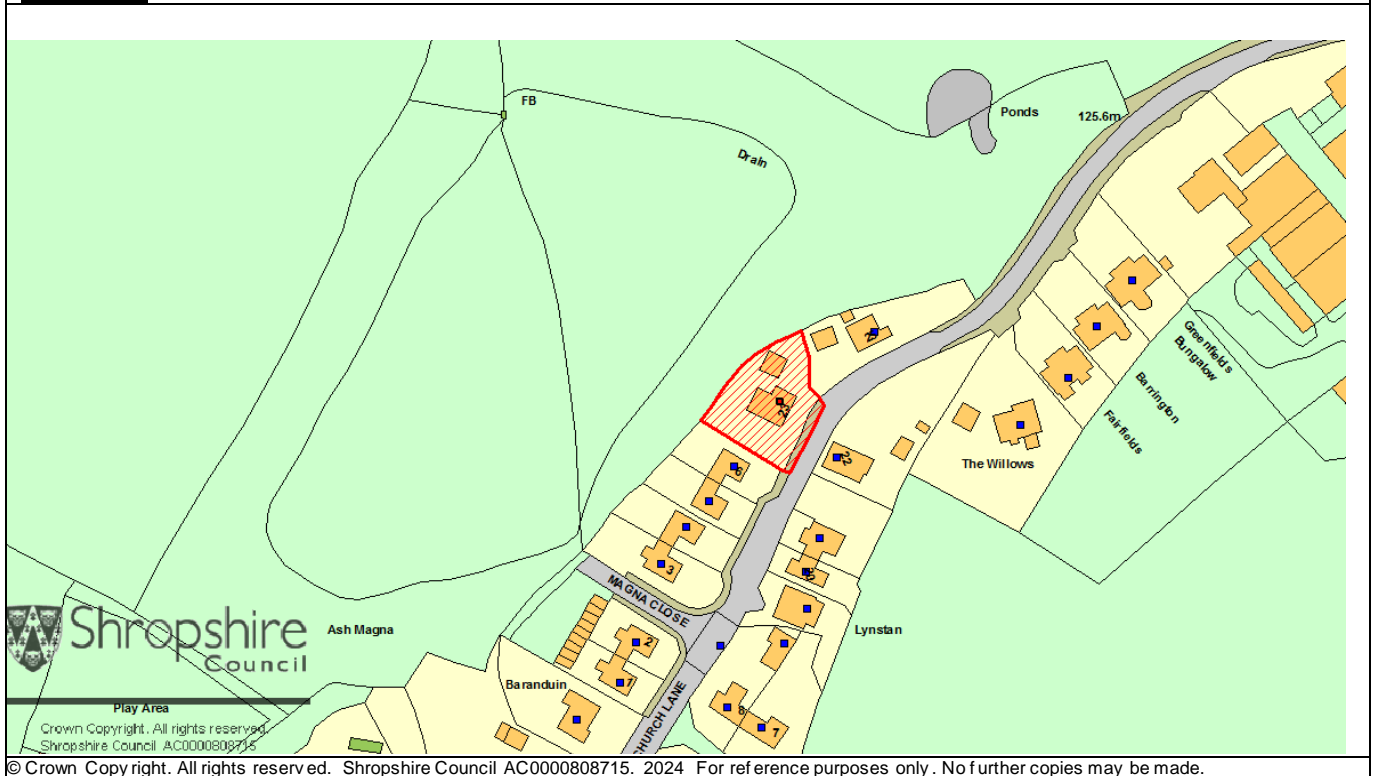 FB
Ponds
125.6m
Drain
23
Greenfields
Bungalow
Barrington
Fairfields
22
The Willows
6
3
MAGNA CLOSE
Shropshire
Council
Ash Magna
Lynstan
2
Baranduin
1
CHURCH LANE
Play Area
6
7
Crown Copyright. All rights reserved.
Shropshire Council AC0000808715
© Crown Copyright. All rights reserved. Shropshire Council AC0000808715. 2024 For reference purposes only. No further copies may be made.